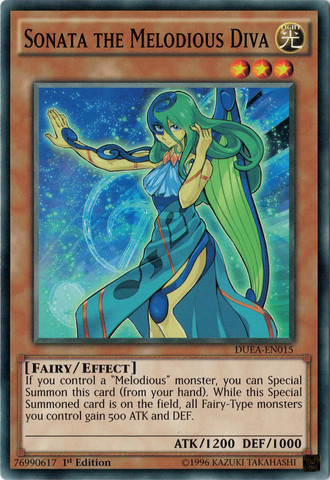 Sonata the Melodious Diva
LIGHT
光
DUEA-EN015
[Fairy/Effect]
If you control a "Melodious" monster, you can Special
Summon this card (from your hand). While this Special
Summoned card is on the field, all Fairy-Type monsters
you control gain 500 ATK and DEF.
ATK/1200 DEF/1000
76990617 1st Edition ©1996 KAZUKI TAKAHASHI